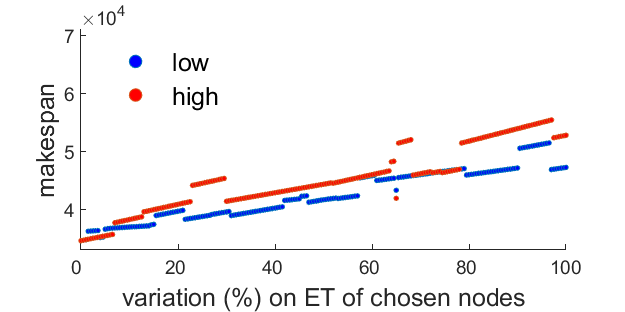 ×10⁴
7
6
5
4
low
high
makespan
0 20 40 60 80 100
variation (%) on ET of chosen nodes